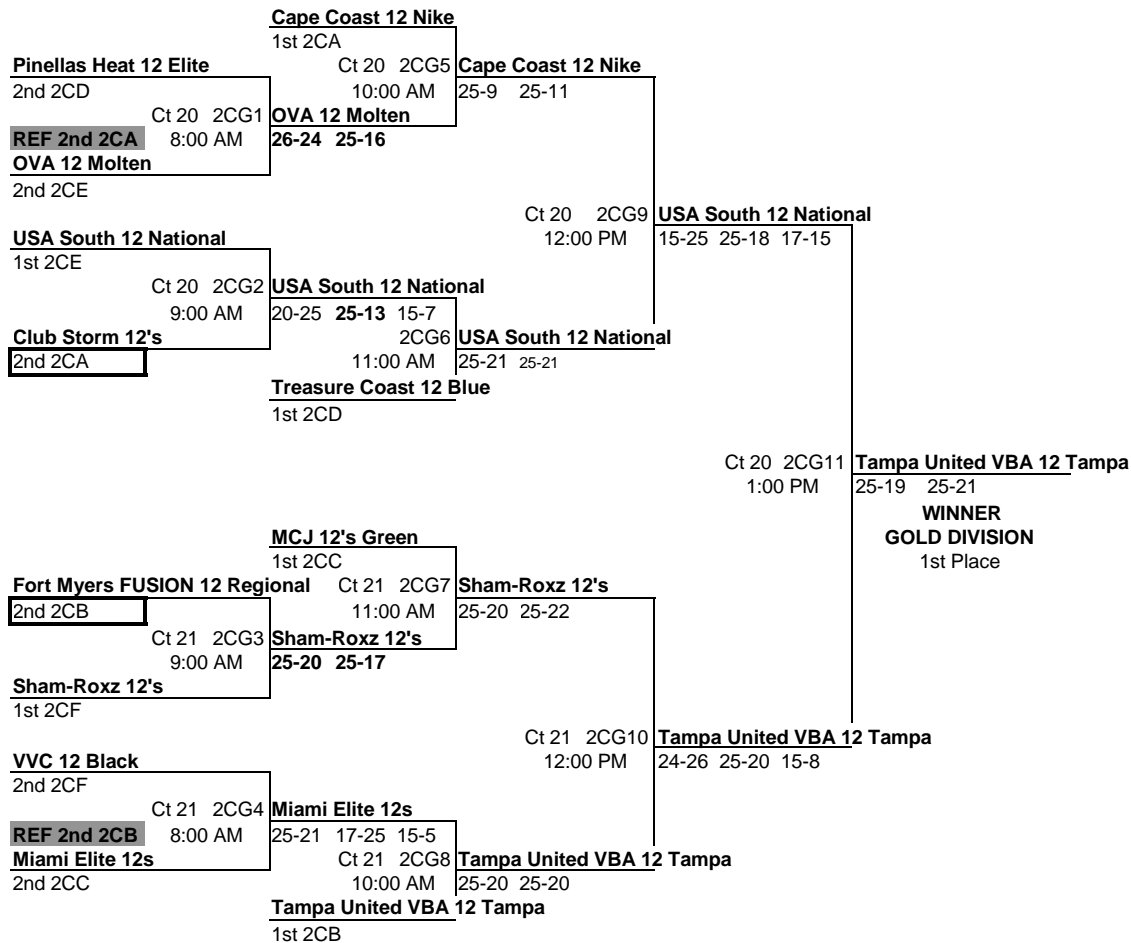 Cape Coast 12 Nike
1st 2CA
Pinellas Heat 12 Elite Ct 20 2CG5 Cape Coast 12 Nike
2nd 2CD 10:00 AM 25-9 25-11
Ct 20 2CG1 OVA 12 Molten
REF 2nd 2CA 8:00 AM 26-24 25-16
OVA 12 Molten
2nd 2CE
Ct 20 2CG9 USA South 12 National
USA South 12 National 12:00 PM 15-25 25-18 17-15
1st 2CE
Ct 20 2CG2 USA South 12 National
9:00 AM 20-25 25-13 15-7
Club Storm 12's 2CG6 USA South 12 National
2nd 2CA 11:00 AM 25-21 25-21
Treasure Coast 12 Blue
1st 2CD
Ct 20 2CG11 Tampa United VBA 12 Tampa
1:00 PM 25-19 25-21
WINNER
MCJ 12's Green GOLD DIVISION
1st 2CC 1st Place
Fort Myers FUSION 12 Regional Ct 21 2CG7 Sham-Roxz 12's
2nd 2CB 11:00 AM 25-20 25-22
Ct 21 2CG3 Sham-Roxz 12's
9:00 AM 25-20 25-17
Sham-Roxz 12's
1st 2CF
Ct 21 2CG10 Tampa United VBA 12 Tampa
VVC 12 Black 12:00 PM 24-26 25-20 15-8
2nd 2CF
Ct 21 2CG4 Miami Elite 12s
REF 2nd 2CB 8:00 AM 25-21 17-25 15-5
Miami Elite 12s Ct 21 2CG8 Tampa United VBA 12 Tampa
2nd 2CC 10:00 AM 25-20 25-20
Tampa United VBA 12 Tampa
1st 2CB